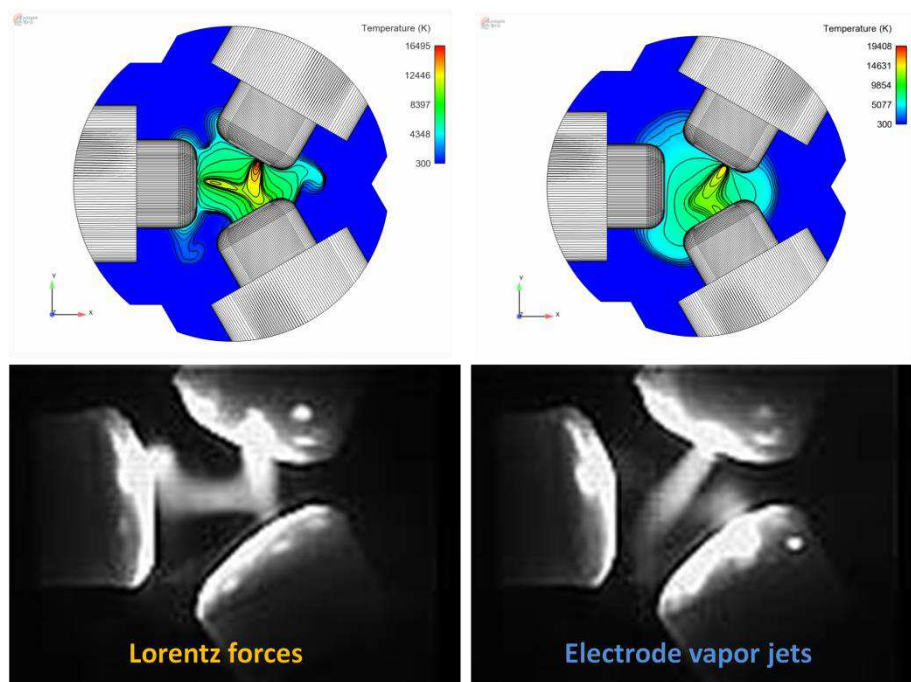 Temperature (K)
16495
12446
8397
4348
300
Y
Z
X
Temperature (K)
19408
14631
9854
5077
300
Y
Z
X
Lorentz forces
Electrode vapor jets